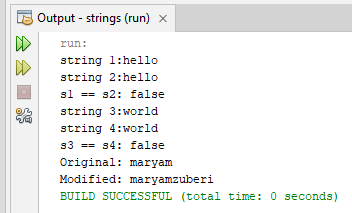 Output - strings (run)
run:
string 1:hello
string 2:hello
s1 == s2: false
string 3:world
string 4:world
s3 == s4: false
Original: maryam
Modified: maryamzuberi
BUILD SUCCESSFUL (total time: 0 seconds)